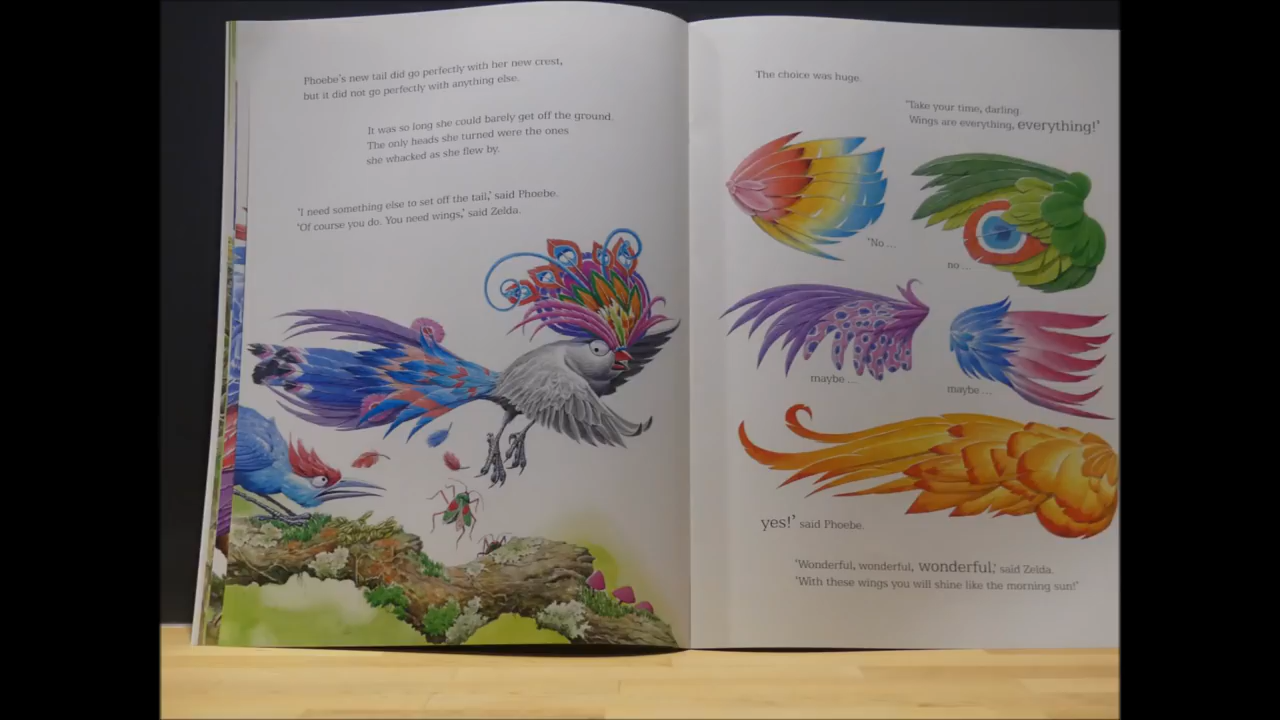 Phoebe's new tail did go perfectly with her new crest,
but it did not go perfectly with anything else.
It was so long she could barely get off the ground.
The only heads she turned were the ones
she whacked as she flew by.
'I need something else to set off the tail,' said Phoebe.
'Of course you do. You need wings,' said Zelda.
The choice was huge.
'Take your time, darling.
Wings are everything, everything!'
'No ...
no ...
maybe ...
maybe ...
yes!' said Phoebe.
'Wonderful, wonderful, wonderful,' said Zelda.
'With these wings you will shine like the morning sun!'